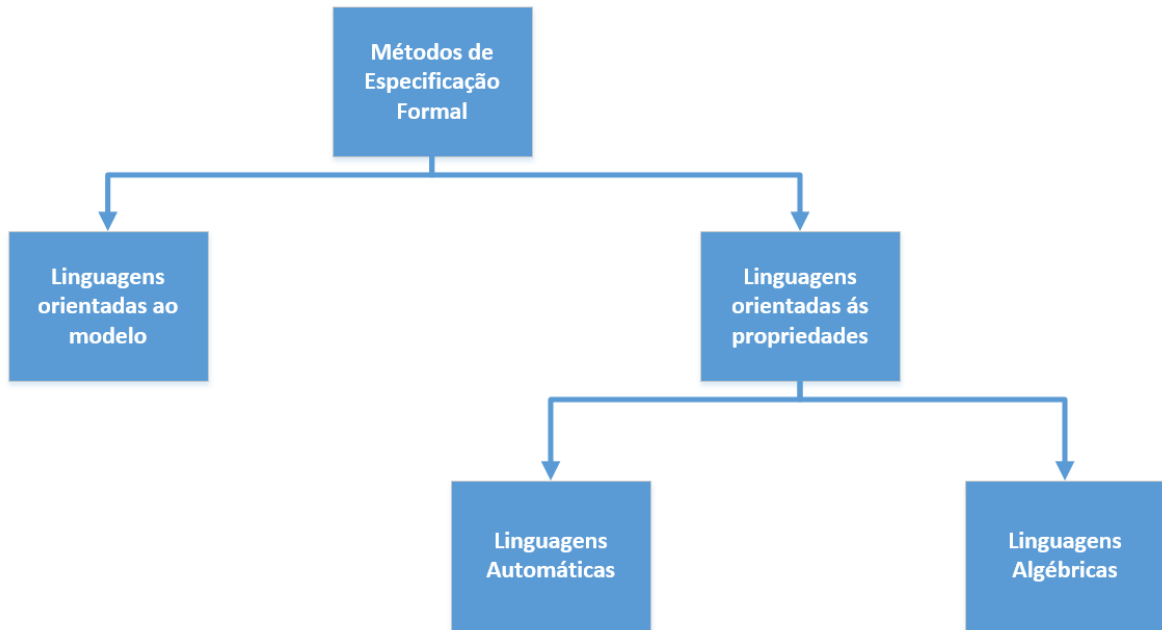 Métodos de
Especificação
Formal
Linguagens
orientadas ao
modelo
Linguagens
orientadas ás
propriedades
Linguagens
Automáticas
Linguagens
Algébricas